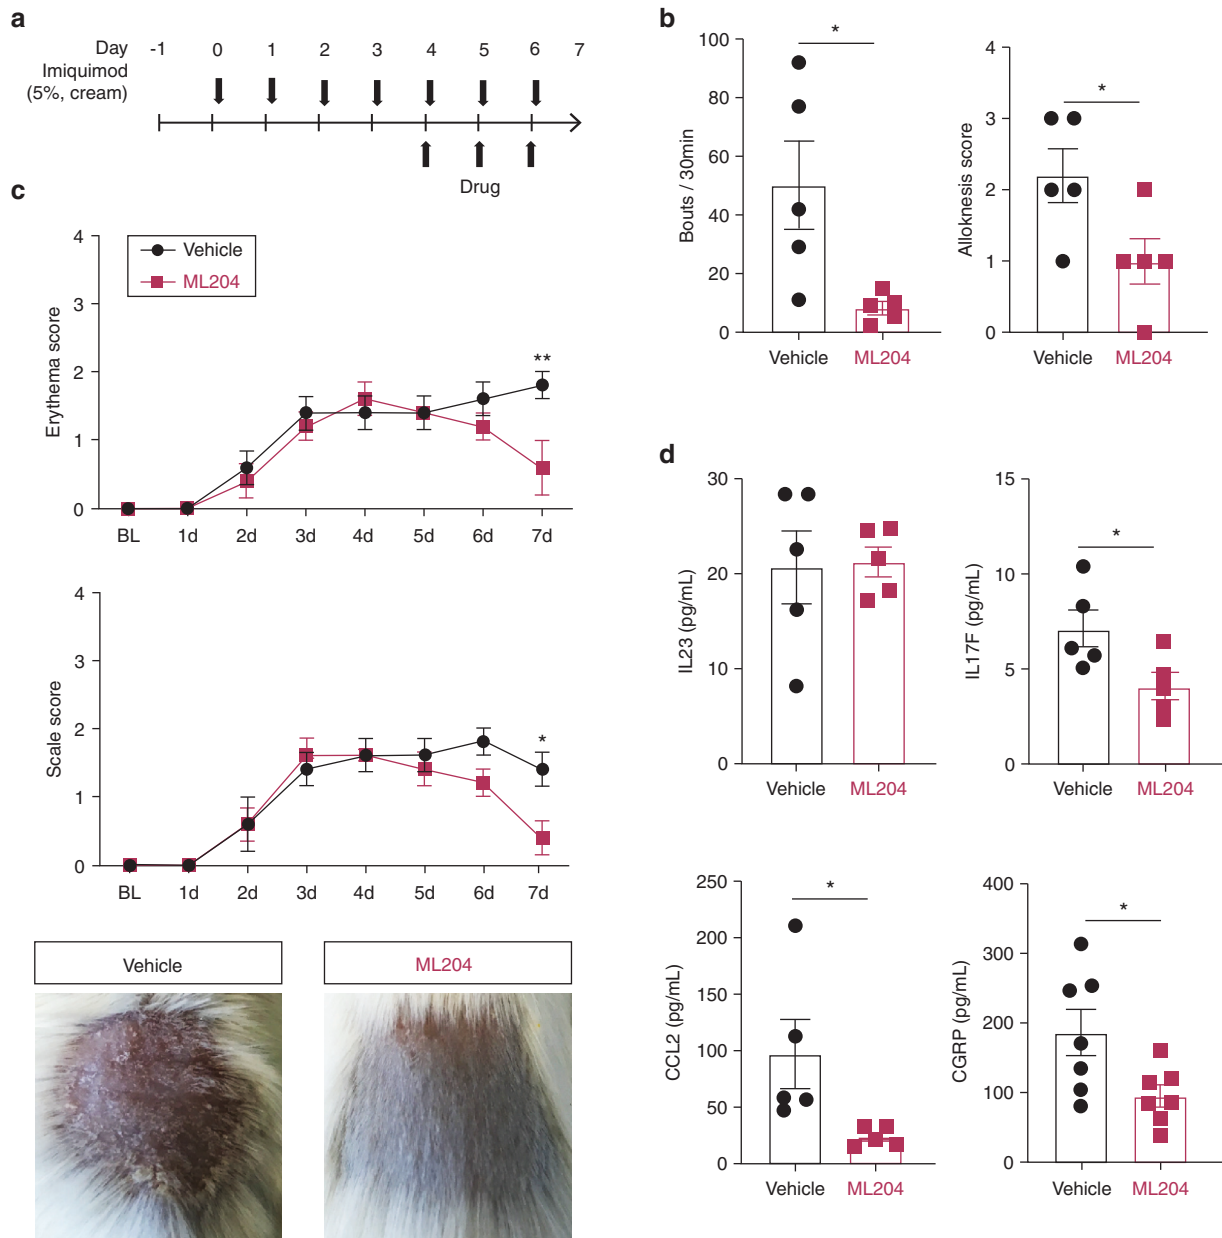 a
Day -1 0 1 2 3 4 5 6 7
Imiquimod
(5%, cream)
Drug
b
Bouts / 30min
100
80
60
40
20
0
*
Vehicle ML204
Alloknesis score
4
3
2
1
0
*
Vehicle ML204
c
Erythema score
4
3
2
1
0
Vehicle
ML204
**
BL 1d 2d 3d 4d 5d 6d 7d
Scale score
4
3
2
1
0
*
BL 1d 2d 3d 4d 5d 6d 7d
Vehicle
ML204
d
IL23 (pg/mL)
30
20
10
0
Vehicle ML204
IL17F (pg/mL)
15
10
5
0
*
Vehicle ML204
CCL2 (pg/mL)
250
200
150
100
50
0
*
Vehicle ML204
CGRP (pg/mL)
400
300
200
100
0
*
Vehicle ML204